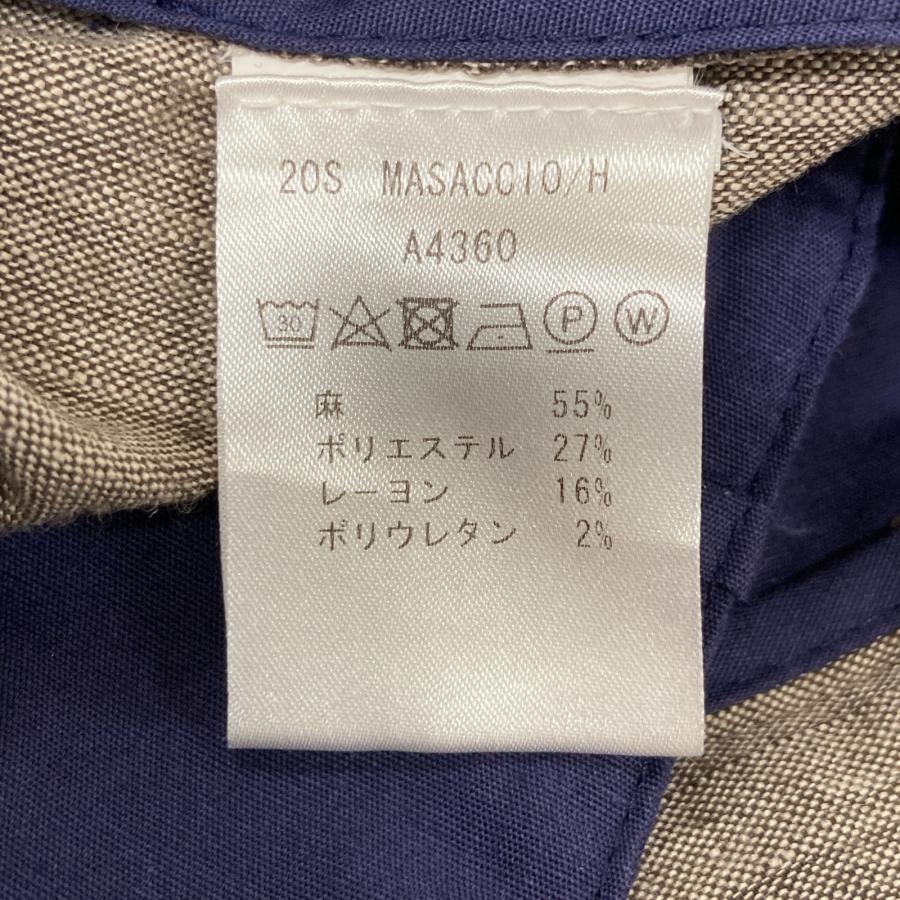 20S MASACCIO/H
A4360
30 P W
麻 55%
ポリエステル 27%
レーヨン 16%
ポリウレタン 2%